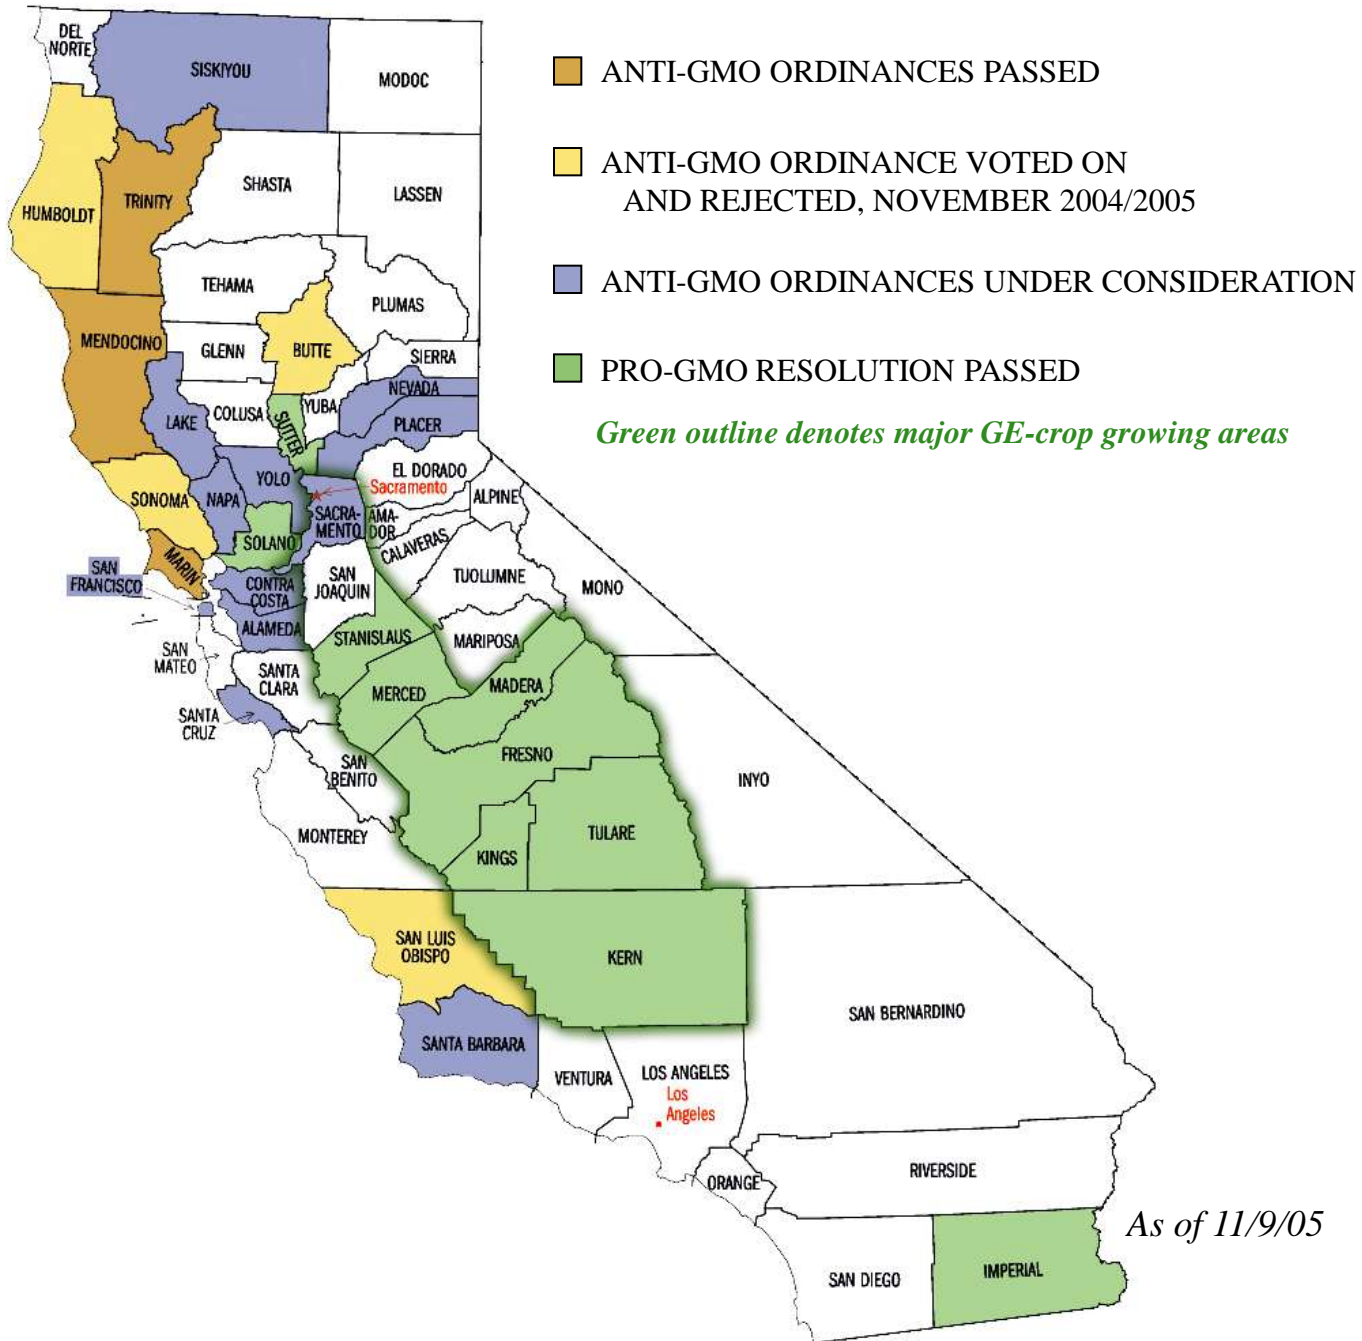 DEL
NORTE
SISKIYOU
MODOC
ANTI-GMO ORDINANCES PASSED
ANTI-GMO ORDINANCE VOTED ON
AND REJECTED, NOVEMBER 2004/2005
ANTI-GMO ORDINANCES UNDER CONSIDERATION
PRO-GMO RESOLUTION PASSED
Green outline denotes major GE-crop growing areas
HUMBOLDT
TRINITY
SHASTA
LASSEN
TEHAMA
PLUMAS
MENDOCINO
GLENN
BUTTE
SIERRA
NEVADA
LAKE
COLUSA
SUTTER
YUBA
PLACER
SONOMA
NAPA
YOLO
EL DORADO
Sacramento
ALPINE
SOLANO
SACRA-
MENTO
AMA-
DOR
CALAVERAS
MARIN
SAN
FRANCISCO
CONTRA
COSTA
SAN
JOAQUIN
TUOLUMNE
MONO
ALAMEDA
STANISLAUS
MARIPOSA
SAN
MATEO
SANTA
CLARA
MERCED
MADERA
SANTA
CRUZ
SAN
BENITO
FRESNO
INYO
MONTEREY
KINGS
TULARE
SAN LUIS
OBISPO
KERN
SAN BERNARDINO
SANTA BARBARA
VENTURA
LOS ANGELES
Los
Angeles
ORANGE
RIVERSIDE
As of 11/9/05
SAN DIEGO
IMPERIAL